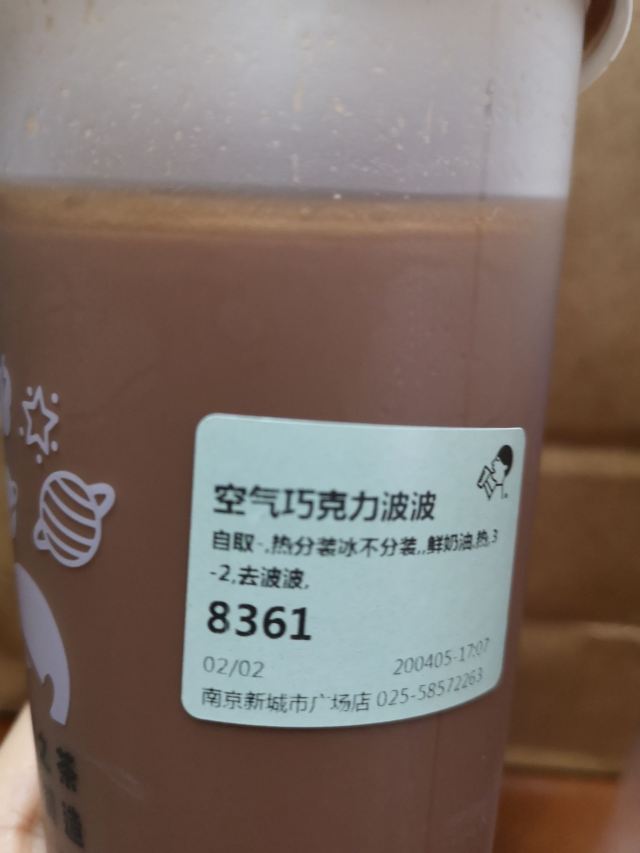 空气巧克力波波
自取-,热分装冰不分装,,鲜奶油,热,3
-2,去波波,
8361
02/02 200405-17:07
南京新城市广场店 025-58572263
茶
造